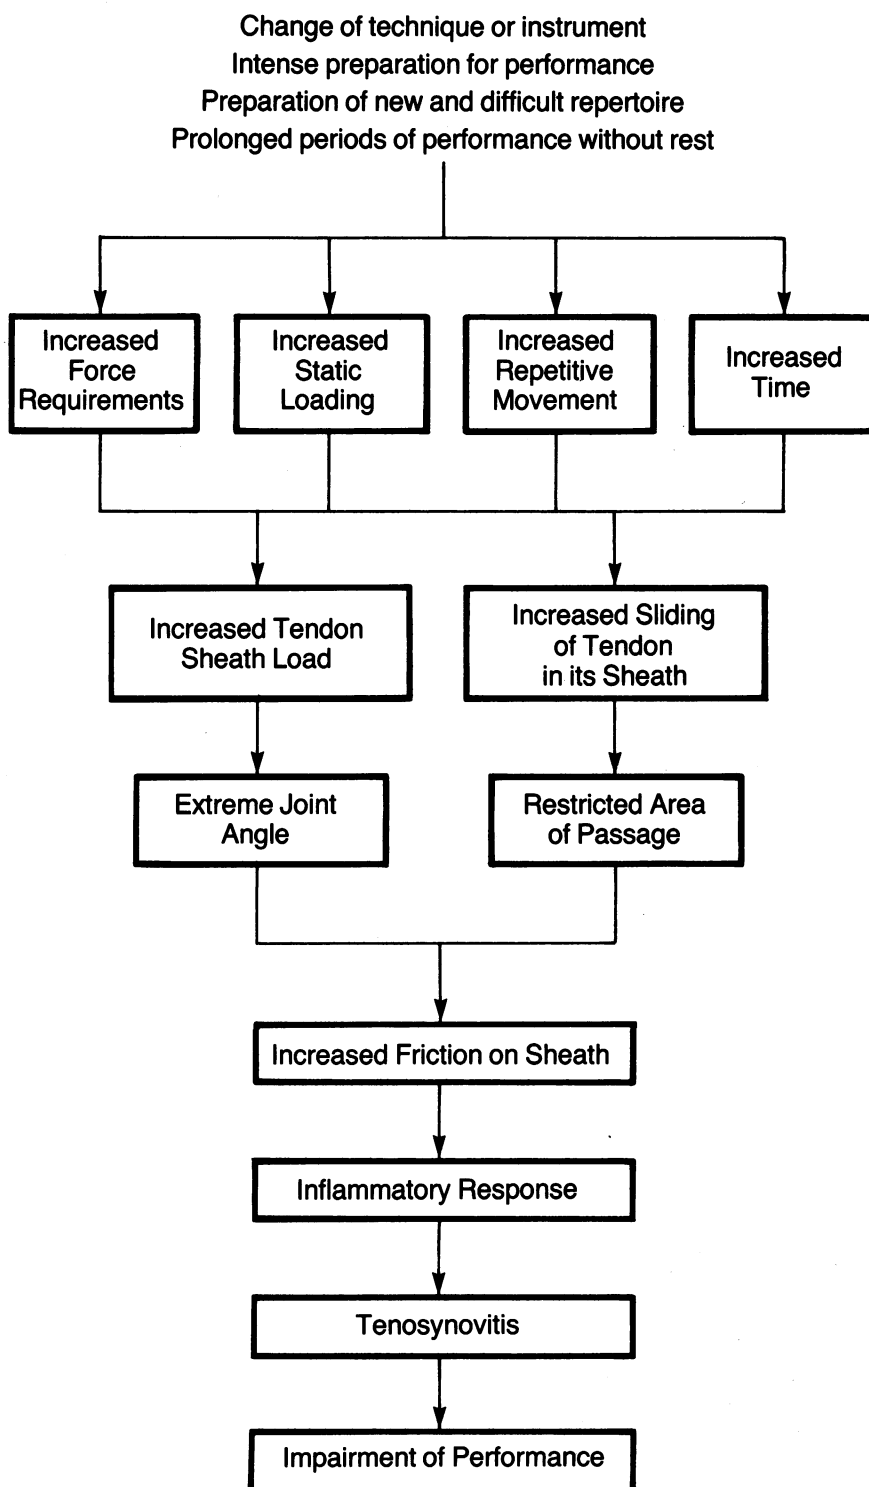 Change of technique or instrument
Intense preparation for performance
Preparation of new and difficult repertoire
Prolonged periods of performance without rest
Increased
Force
Requirements
Increased
Static
Loading
Increased
Repetitive
Movement
Increased
Time
Increased Tendon
Sheath Load
Increased Sliding
of Tendon
in its Sheath
Extreme Joint
Angle
Restricted Area
of Passage
Increased Friction on Sheath
Inflammatory Response
Tenosynovitis
Impairment of Performance